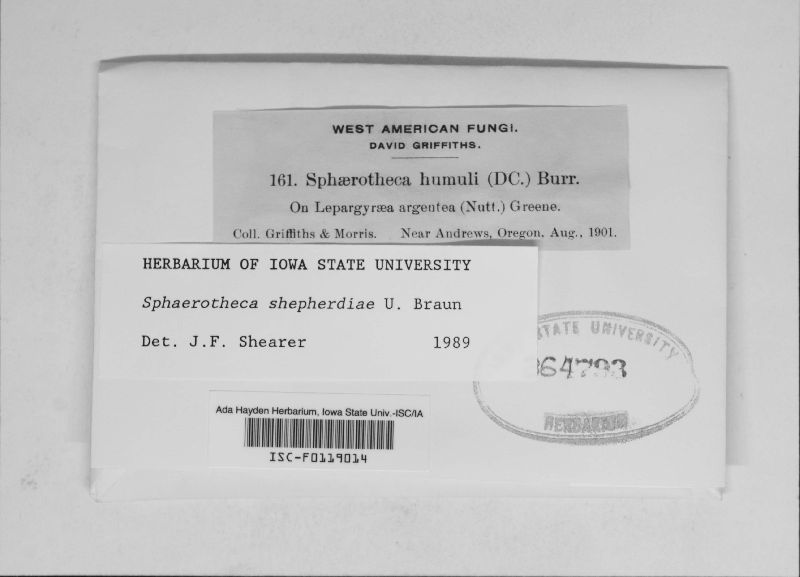 WEST AMERICAN FUNGI.
DAVID GRIFFITHS.
161. Sphærotheca humuli (DC.) Burr.
On Lepargyræa argentea (Nutt.) Greene.
Coll. Griffiths & Morris. Near Andrews, Oregon, Aug., 1901.
HERBARIUM OF IOWA STATE UNIVERSITY
Sphaerotheca shepherdiae U. Braun
Det. J.F. Shearer 1989
STATE UNIVERSITY
364793
HERBARIUM
Ada Hayden Herbarium, Iowa State Univ.-ISC/IA
ISC-F0119014